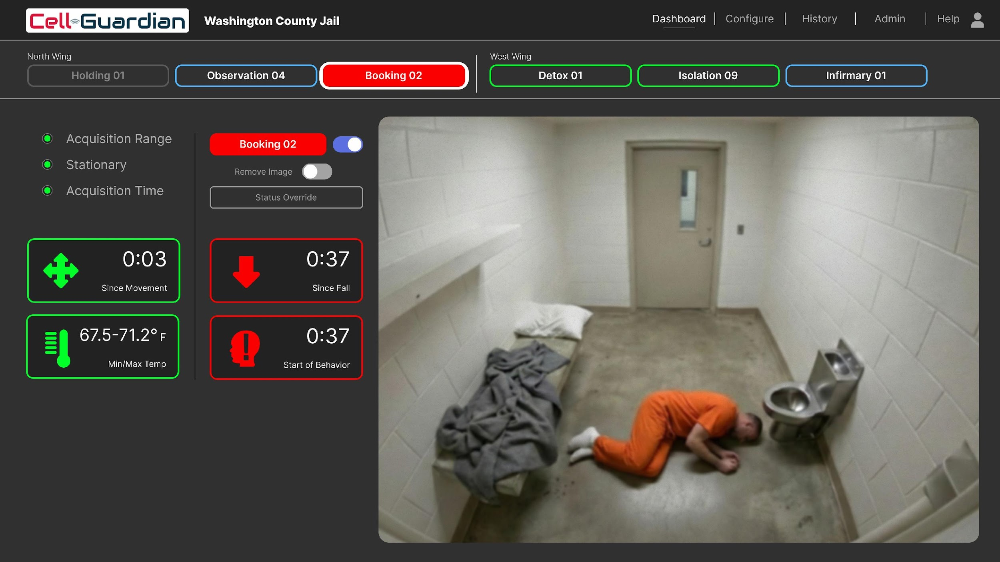 Cell Guardian
Washington County Jail
Dashboard
Configure
History
Admin
Help
North Wing
Holding 01
Observation 04
Booking 02
West Wing
Detox 01
Isolation 09
Infirmary 01
Acquisition Range
Stationary
Acquisition Time
Booking 02
Remove Image
Status Override
0:03
Since Movement
0:37
Since Fall
67.5-71.2° F
Min/Max Temp
0:37
Start of Behavior